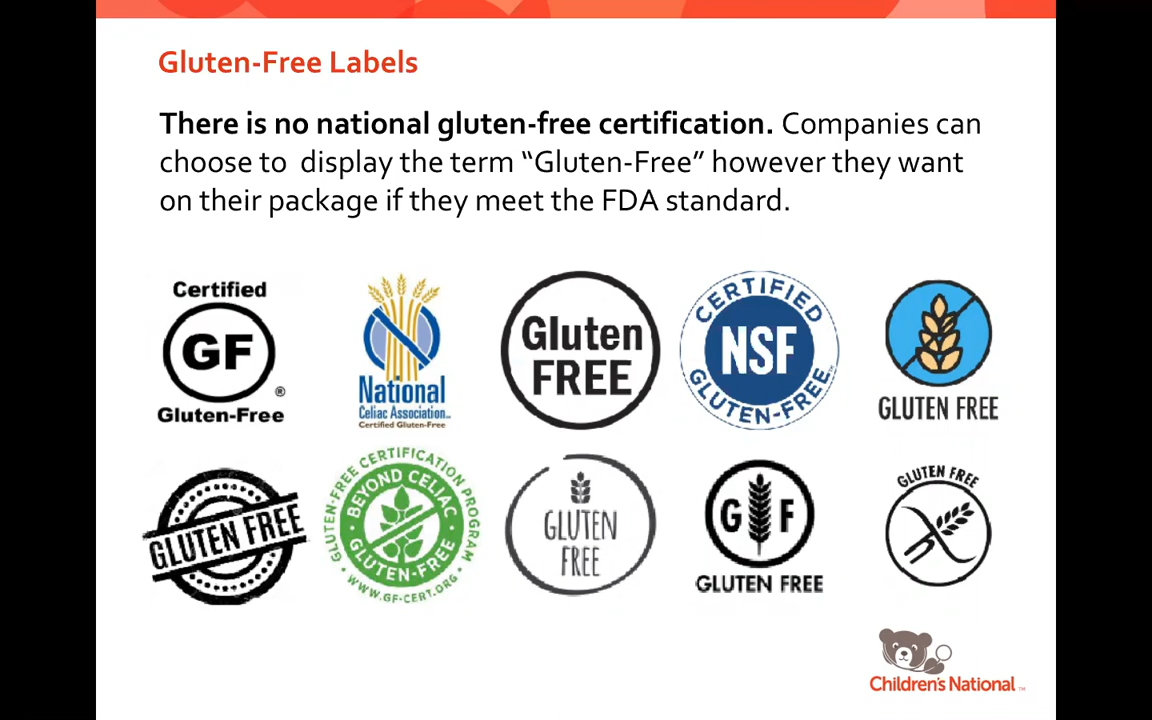 Gluten-Free Labels
There is no national gluten-free certification. Companies can
choose to  display the term “Gluten-Free” however they want
on their package if they meet the FDA standard.
Certified
GF
®
Gluten-Free
National
Celiac Association™
Certified Gluten-Free
Gluten
FREE
CERTIFIED
NSF
GLUTEN-FREE™
GLUTEN FREE
GLUTEN FREE
GLUTEN-FREE CERTIFICATION PROGRAM
BEYOND CELIAC
GLUTEN-FREE
• WWW.GF-CERT.ORG •
GLUTEN
FREE
G F
GLUTEN FREE
GLUTEN FREE
Children's National ™